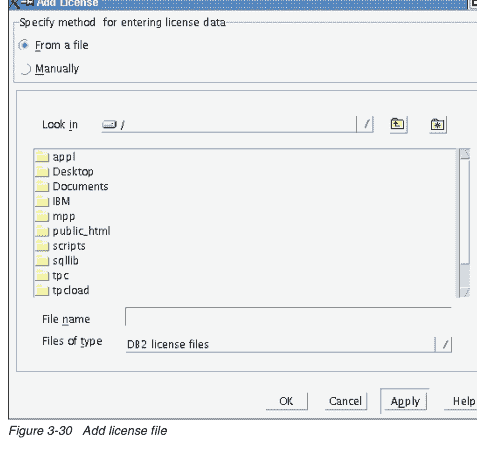 Add License
Specify method for entering license data
From a file
Manually
Look in /
appl
Desktop
Documents
IBM
mpp
public_html
scripts
sqllib
tpc
tpcload
File name
Files of type DB2 license files
OK Cancel Apply Help
Figure 3-30 Add license file